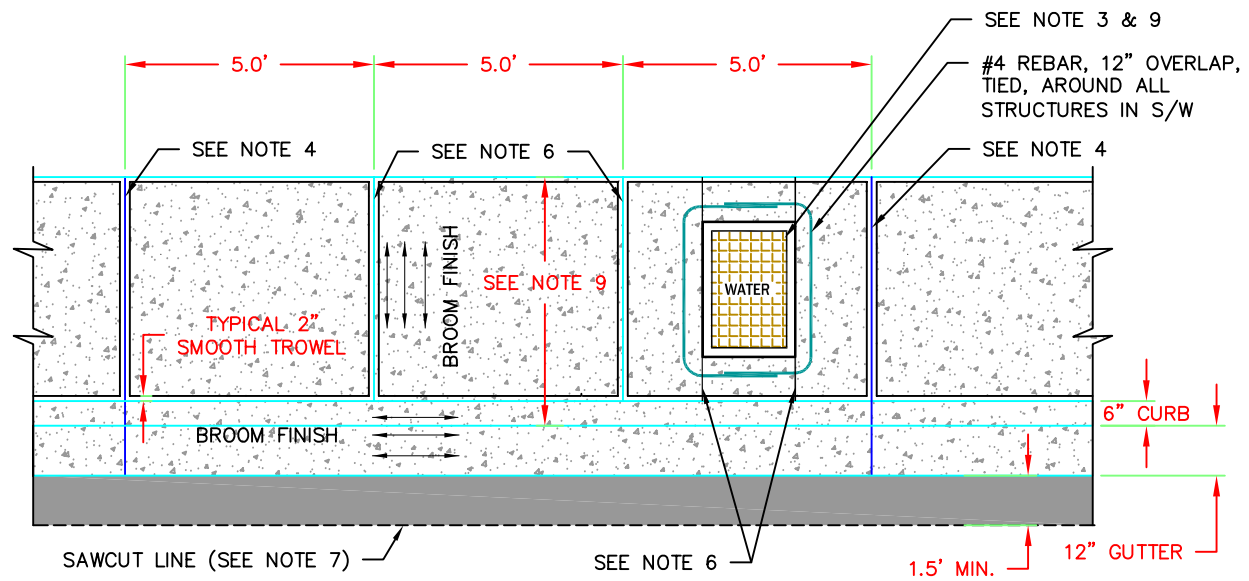 SEE NOTE 3 & 9
5.0'
5.0'
5.0'
#4 REBAR, 12" OVERLAP,
TIED, AROUND ALL
STRUCTURES IN S/W
SEE NOTE 4
SEE NOTE 6
SEE NOTE 4
BROOM FINISH
SEE NOTE 9
WATER
TYPICAL 2"
SMOOTH TROWEL
6" CURB
BROOM FINISH
SAWCUT LINE (SEE NOTE 7)
SEE NOTE 6
1.5' MIN.
12" GUTTER